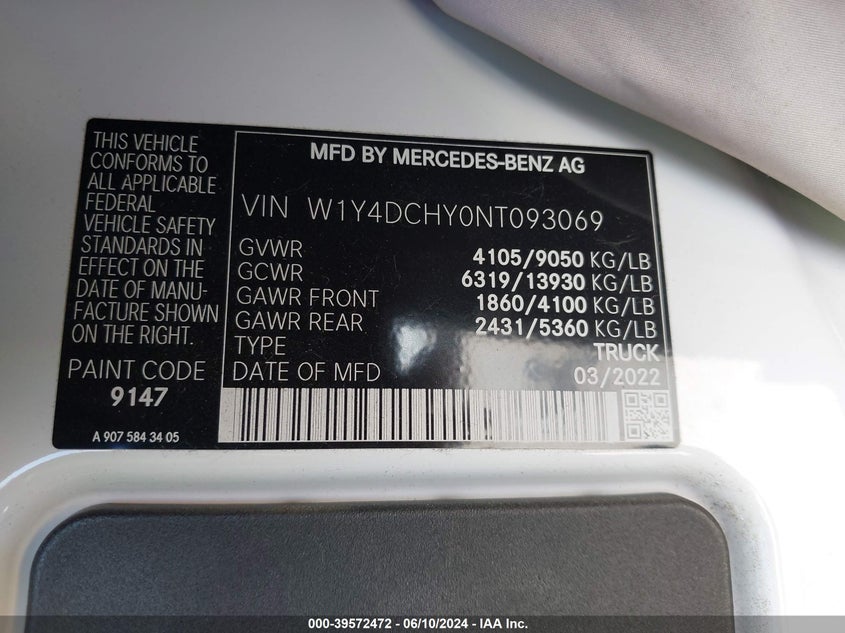 THIS VEHICLE
CONFORMS TO
ALL APPLICABLE
FEDERAL
VEHICLE SAFETY
STANDARDS IN
EFFECT ON THE
DATE OF MANU-
FACTURE SHOWN
ON THE RIGHT.
PAINT CODE
9147
A 907 584 34 05
MFD BY MERCEDES-BENZ AG
VIN W1Y4DCHY0NT093069
GVWR 4105/9050 KG/LB
GCWR 6319/13930 KG/LB
GAWR FRONT 1860/4100 KG/LB
GAWR REAR 2431/5360 KG/LB
TYPE TRUCK
DATE OF MFD 03/2022
000-39572472 - 06/10/2024 - IAA Inc.